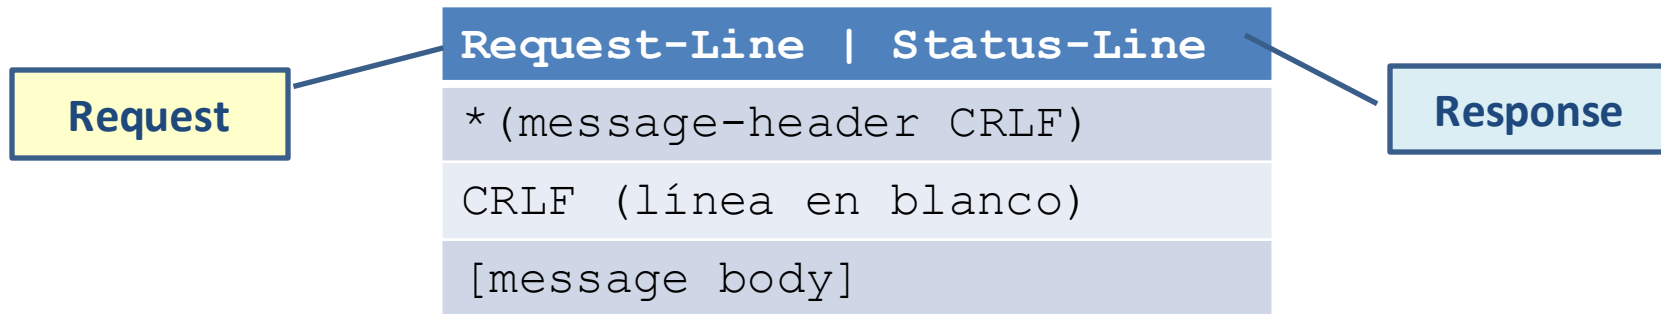 Request-Line | Status-Line
Request
Response
*(message-header CRLF)
CRLF (línea en blanco)
[message body]